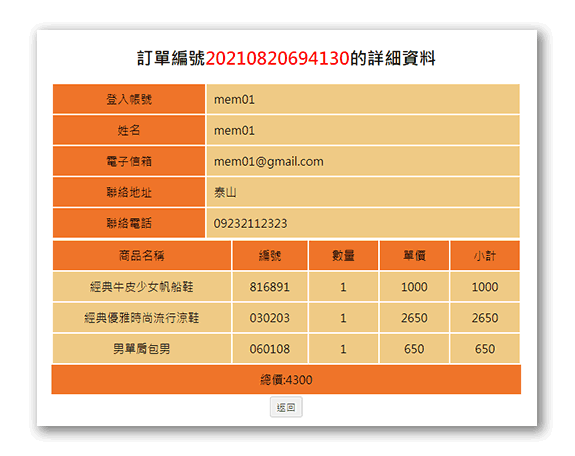 訂單編號20210820694130的詳細資料
登入帳號 mem01
姓名 mem01
電子信箱 mem01@gmail.com
聯絡地址 泰山
聯絡電話 09232112323
商品名稱 編號 數量 單價 小計
經典牛皮少女帆船鞋 816891 1 1000 1000
經典優雅時尚流行涼鞋 030203 1 2650 2650
男單肩包男 060108 1 650 650
總價:4300
返回